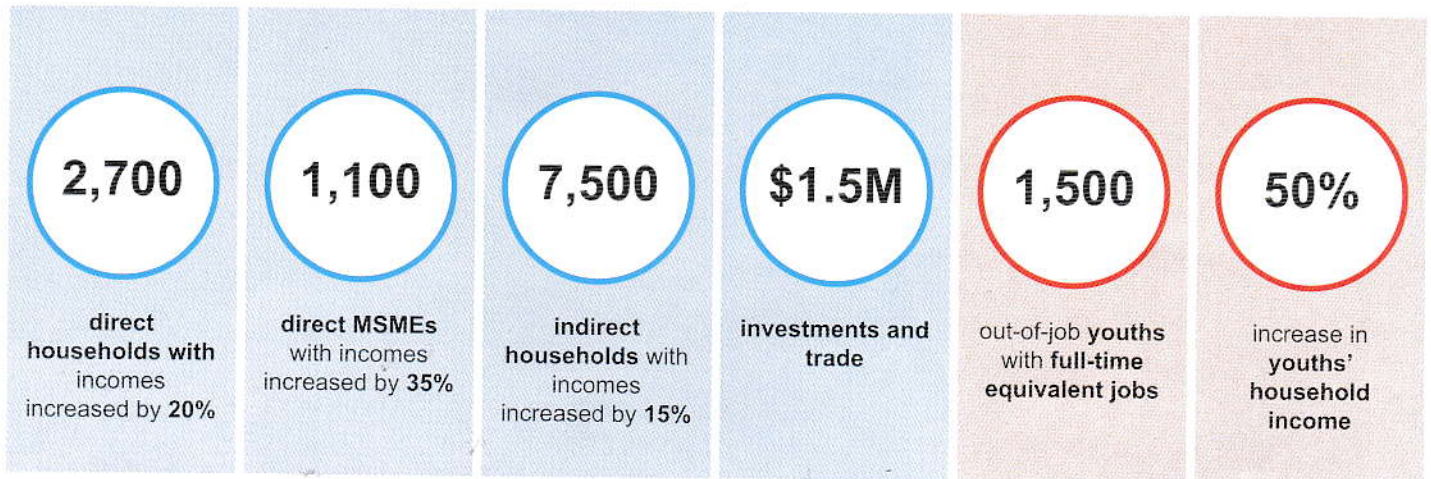 2,700
direct
households with
incomes
increased by 20%
1,100
direct MSMEs
with incomes
increased by 35%
7,500
indirect
households with
incomes
increased by 15%
$1.5M
investments and
trade
1,500
out-of-job youths
with full-time
equivalent jobs
50%
increase in
youths'
household
income